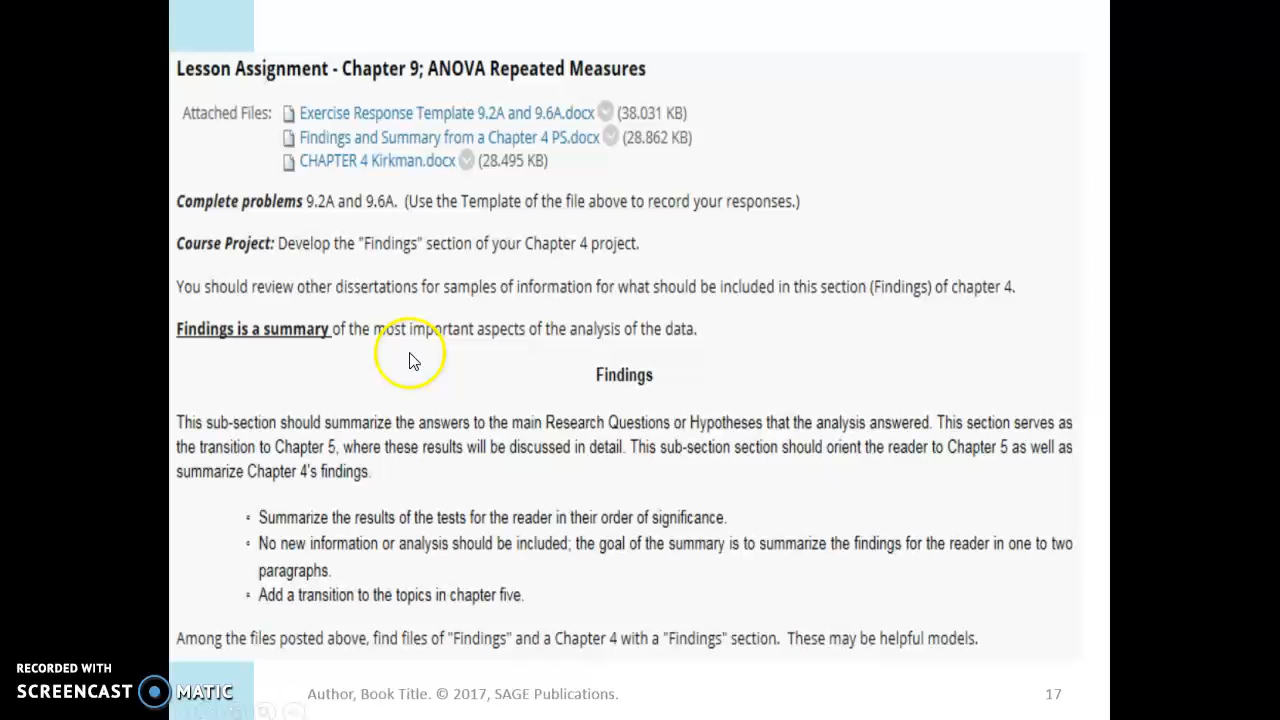 Lesson Assignment - Chapter 9; ANOVA Repeated Measures
Attached Files: Exercise Response Template 9.2A and 9.6A.docx (38.031 KB)
Findings and Summary from a Chapter 4 PS.docx (28.862 KB)
CHAPTER 4 Kirkman.docx (28.495 KB)
Complete problems 9.2A and 9.6A. (Use the Template of the file above to record your responses.)
Course Project: Develop the "Findings" section of your Chapter 4 project.
You should review other dissertations for samples of information for what should be included in this section (Findings) of chapter 4.
Findings is a summary of the most important aspects of the analysis of the data.
Findings
This sub-section should summarize the answers to the main Research Questions or Hypotheses that the analysis answered. This section serves as
the transition to Chapter 5, where these results will be discussed in detail. This sub-section section should orient the reader to Chapter 5 as well as
summarize Chapter 4's findings.
Summarize the results of the tests for the reader in their order of significance.
No new information or analysis should be included; the goal of the summary is to summarize the findings for the reader in one to two
paragraphs.
Add a transition to the topics in chapter five.
Among the files posted above, find files of "Findings" and a Chapter 4 with a "Findings" section. These may be helpful models.
RECORDED WITH
SCREENCAST MATIC
Author, Book Title. © 2017, SAGE Publications.
17